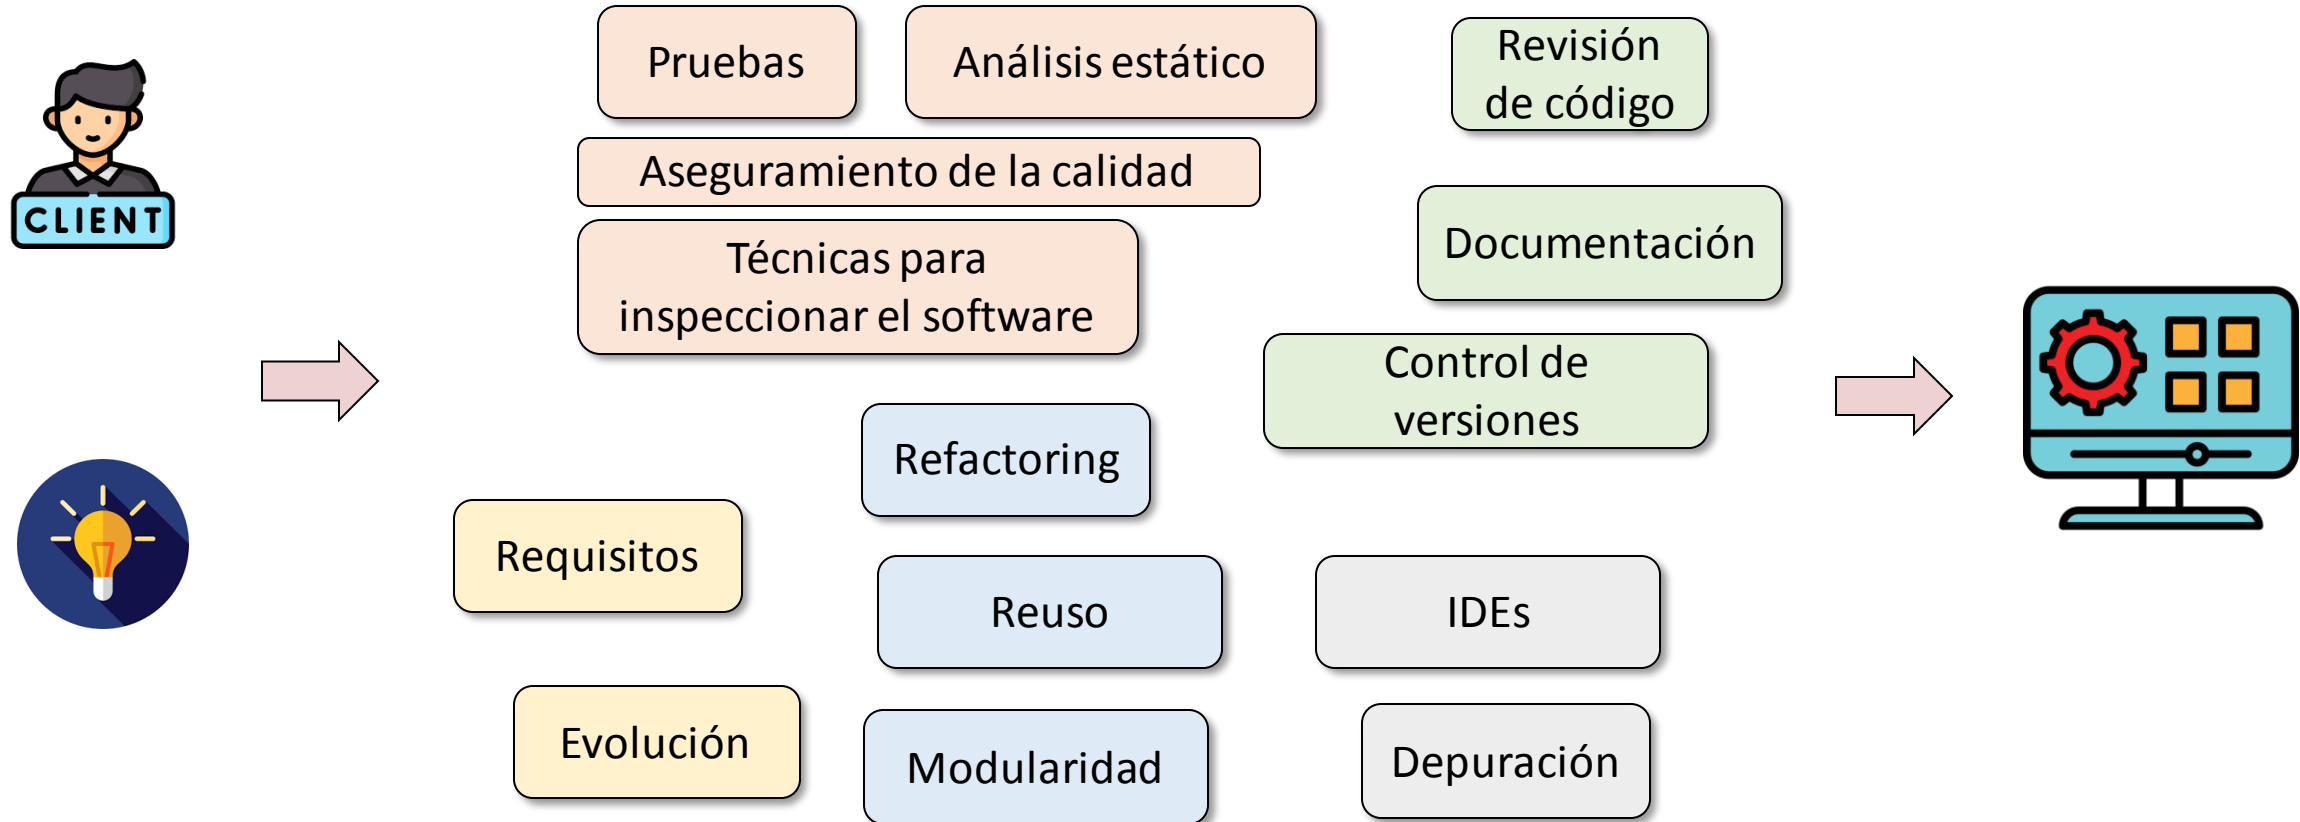 CLIENT
Pruebas
Análisis estático
Aseguramiento de la calidad
Técnicas para
inspeccionar el software
Revisión
de código
Documentación
Control de
versiones
Refactoring
Requisitos
Reuso
IDEs
Evolución
Modularidad
Depuración